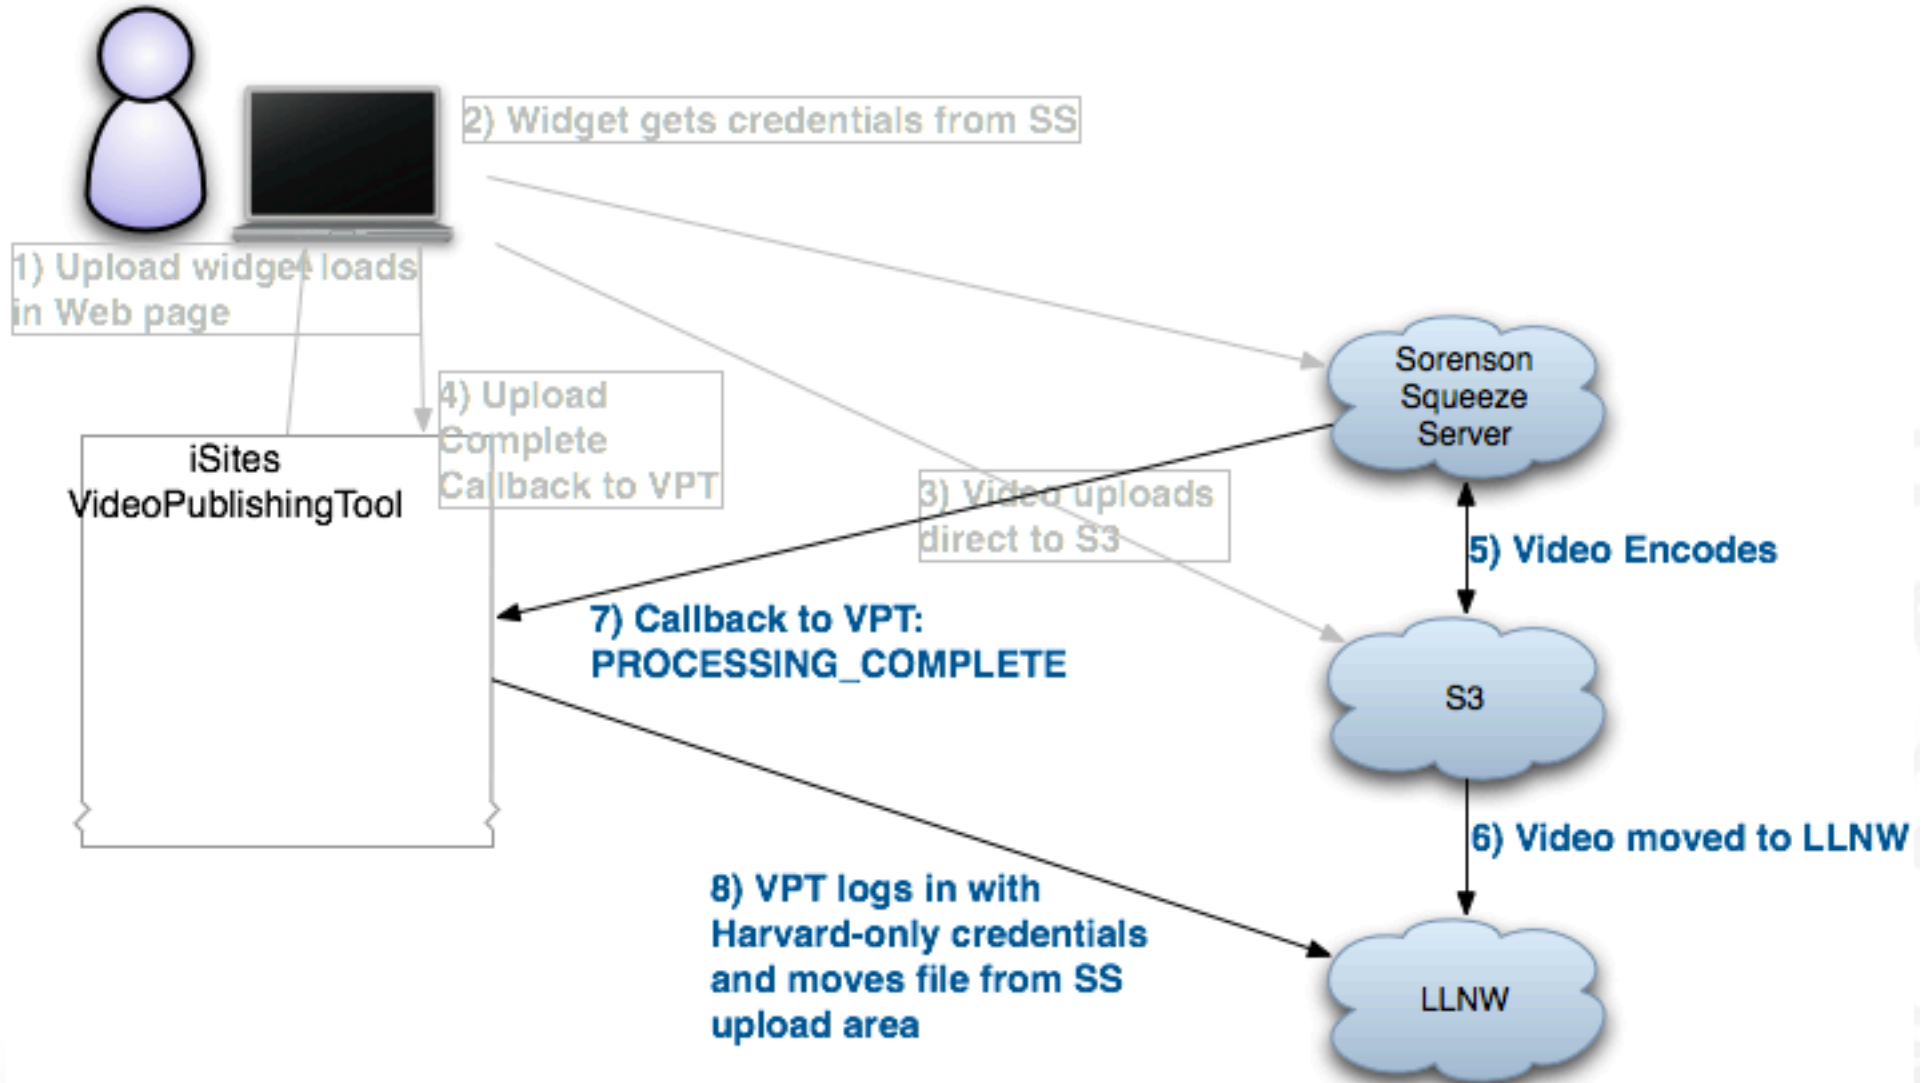 2) Widget gets credentials from SS
1) Upload widget loads
in Web page
Sorenson
Squeeze
Server
4) Upload
Complete
Callback to VPT
iSites
VideoPublishingTool
3) Video uploads
direct to S3
5) Video Encodes
7) Callback to VPT:
PROCESSING_COMPLETE
S3
6) Video moved to LLNW
8) VPT logs in with
Harvard-only credentials
and moves file from SS
upload area
LLNW